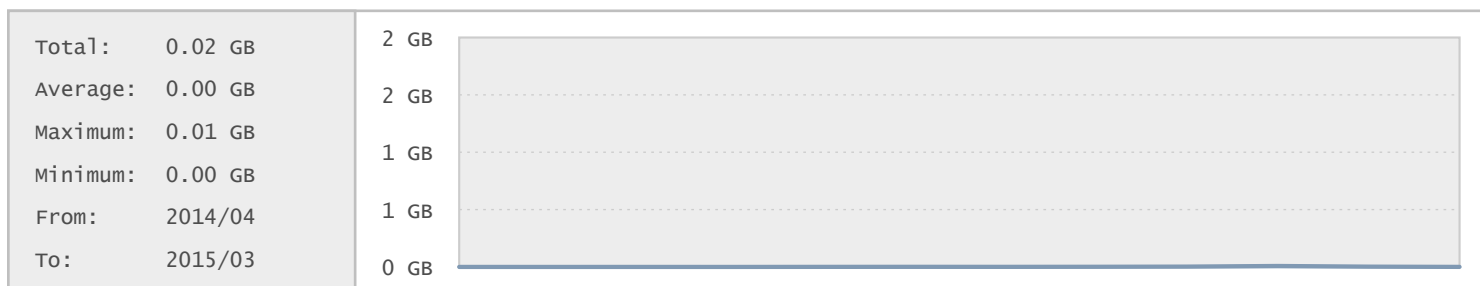 Total: 0.02 GB
Average: 0.00 GB
Maximum: 0.01 GB
Minimum: 0.00 GB
From: 2014/04
To: 2015/03
2 GB
2 GB
1 GB
1 GB
0 GB